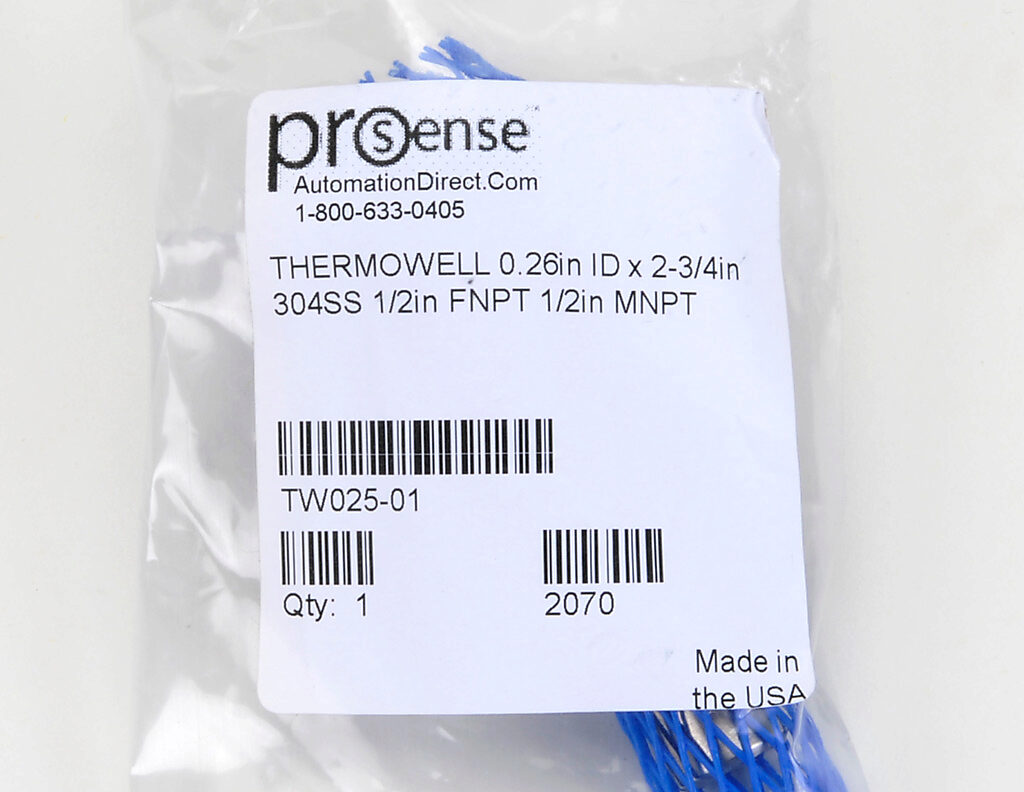 prosense
AutomationDirect.Com
1-800-633-0405
THERMOWELL 0.26in ID x 2-3/4in
304SS 1/2in FNPT 1/2in MNPT
TW025-01
Qty: 1 2070
Made in
the USA